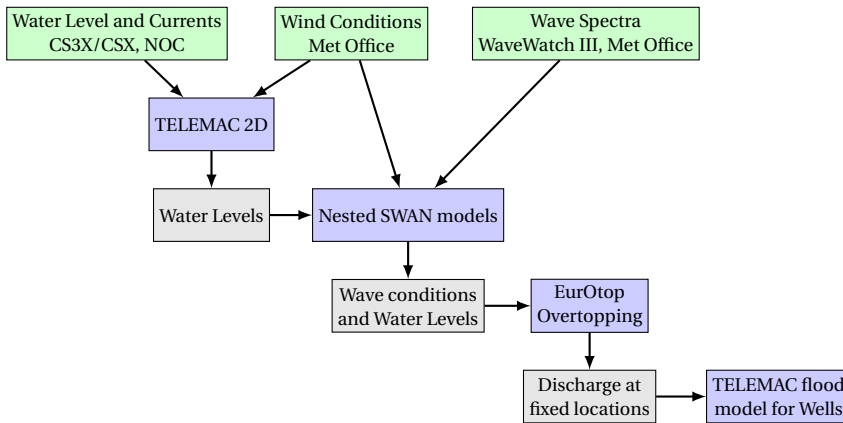 Water Level and Currents
CS3X/CSX, NOC
Wind Conditions
Met Office
Wave Spectra
WaveWatch III, Met Office
TELEMAC 2D
Water Levels
Nested SWAN models
Wave conditions
and Water Levels
EurOtop
Overtopping
Discharge at
fixed locations
TELEMAC flood
model for Wells